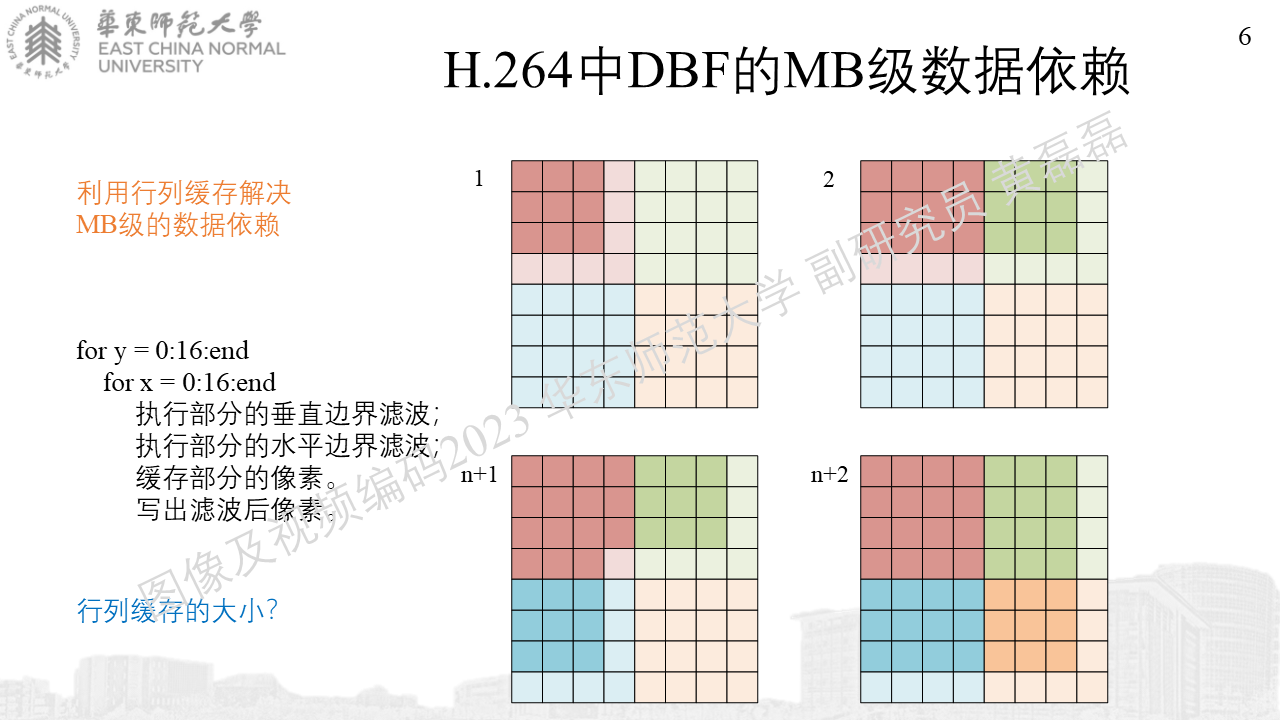 華東師範大學
EAST CHINA NORMAL
UNIVERSITY
6
H.264中DBF的MB级数据依赖
利用行列缓存解决
MB级的数据依赖
for y = 0:16:end
for x = 0:16:end
执行部分的垂直边界滤波；
执行部分的水平边界滤波；
缓存部分的像素。
写出滤波后像素。
行列缓存的大小？
1
2
n+1
n+2
图像及视频编码2023 华东师范大学 副研究员 黄磊磊